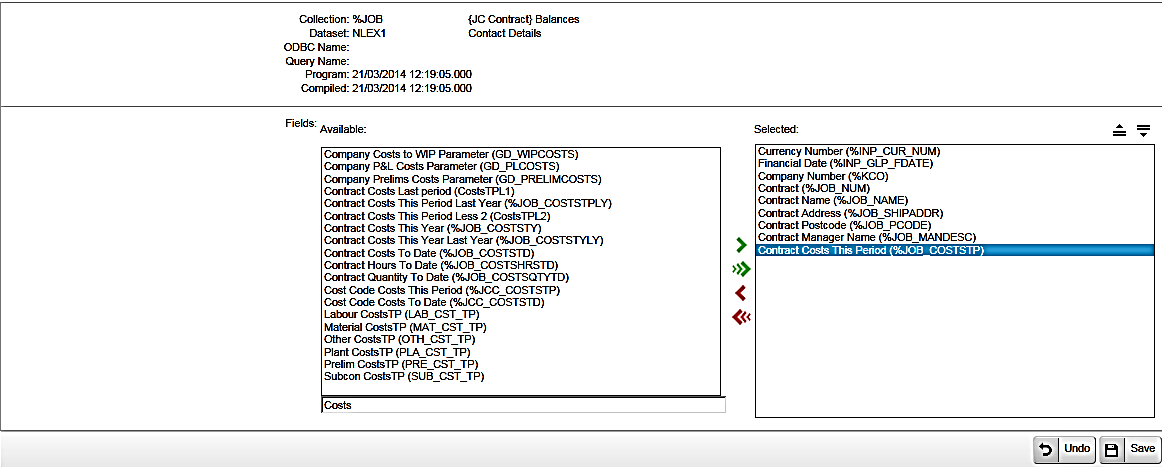 Collection: %JOB {JC Contract} Balances
Dataset: NLEX1 Contact Details
ODBC Name:
Query Name:
Program: 21/03/2014 12:19:05.000
Compiled: 21/03/2014 12:19:05.000
Fields: Available:
Company Costs to WIP Parameter (GD_WIPCOSTS)
Company P&L Costs Parameter (GD_PLCOSTS)
Company Prelims Costs Parameter (GD_PRELIMCOSTS)
Contract Costs Last period (CostsTPL1)
Contract Costs This Period Last Year (%JOB_COSTSTPLY)
Contract Costs This Period Less 2 (CostsTPL2)
Contract Costs This Year (%JOB_COSTSTY)
Contract Costs This Year Last Year (%JOB_COSTSTYLY)
Contract Costs To Date (%JOB_COSTSTD)
Contract Hours To Date (%JOB_COSTSHRSTD)
Contract Quantity To Date (%JOB_COSTSQTYTD)
Cost Code Costs This Period (%JCC_COSTSTP)
Cost Code Costs To Date (%JCC_COSTSTD)
Labour CostsTP (LAB_CST_TP)
Material CostsTP (MAT_CST_TP)
Other CostsTP (OTH_CST_TP)
Plant CostsTP (PLA_CST_TP)
Prelim CostsTP (PRE_CST_TP)
Subcon CostsTP (SUB_CST_TP)
Costs
Selected:
Currency Number (%INP_CUR_NUM)
Financial Date (%INP_GLP_FDATE)
Company Number (%KCO)
Contract (%JOB_NUM)
Contract Name (%JOB_NAME)
Contract Address (%JOB_SHIPADDR)
Contract Postcode (%JOB_PCODE)
Contract Manager Name (%JOB_MANDESC)
Contract Costs This Period (%JOB_COSTSTP)
Undo Save